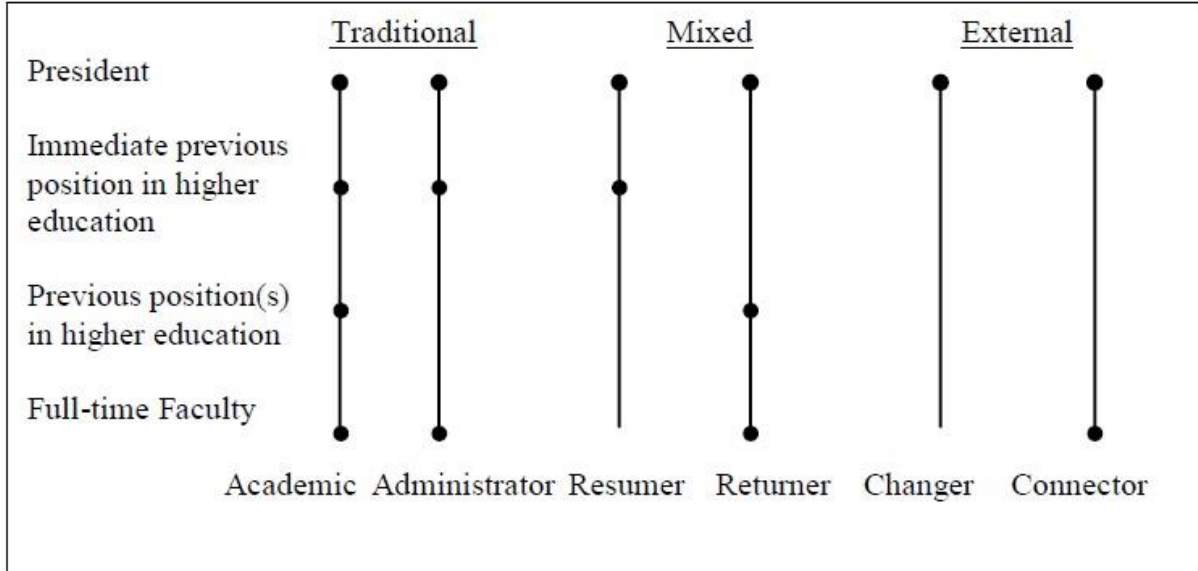 Traditional Mixed External
President
Immediate previous
position in higher
education
Previous position(s)
in higher education
Full-time Faculty
Academic Administrator Resumer Returner Changer Connector